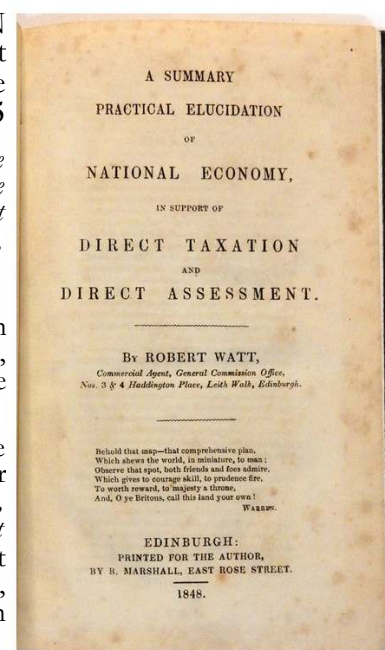 A SUMMARY
PRACTICAL ELUCIDATION
OF
NATIONAL ECONOMY,
IN SUPPORT OF
DIRECT TAXATION
AND
DIRECT ASSESSMENT.
BY ROBERT WATT,
Commercial Agent, General Commission Office,
Nos. 3 & 4 Haddington Place, Leith Walk, Edinburgh.
Behold that map—that comprehensive plan,
Which shews the world, in miniature, to man;
Observe that spot, both friends and foes admire,
Which gives to courage skill, to prudence fire,
To worth reward, to majesty a throne,
And, O ye Britons, call this land your own!
WARREN.
EDINBURGH:
PRINTED FOR THE AUTHOR,
BY R. MARSHALL, EAST ROSE STREET.
1848.